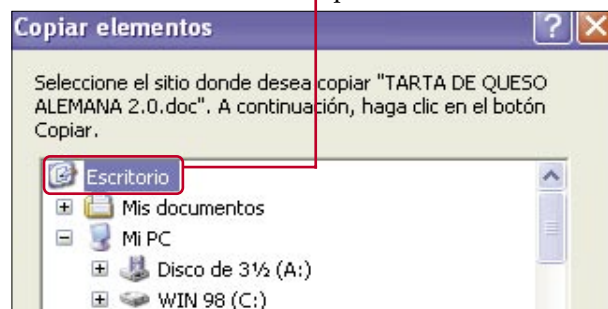 Copiar elementos
Seleccione el sitio donde desea copiar "TARTA DE QUESO
ALEMANA 2.0.doc". A continuación, haga clic en el botón
Copiar.
Escritorio
Mis documentos
Mi PC
Disco de 3½ (A:)
WIN 98 (C:)